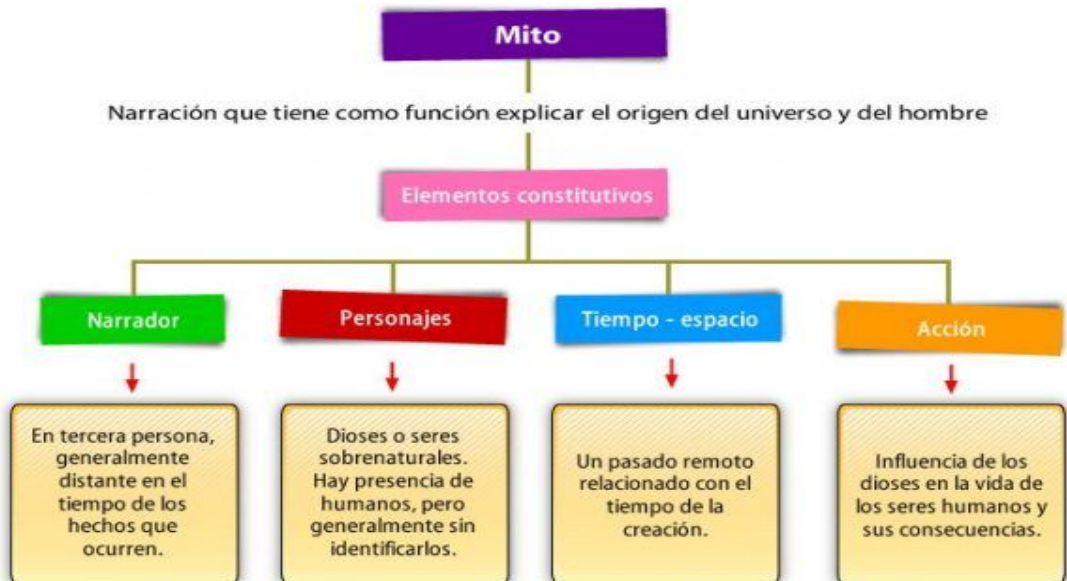 Mito
Narración que tiene como función explicar el origen del universo y del hombre
Elementos constitutivos
Narrador
En tercera persona,
generalmente
distante en el
tiempo de los
hechos que
ocurren.
Personajes
Dioses o seres
sobrenaturales.
Hay presencia de
humanos, pero
generalmente sin
identificarlos.
Tiempo - espacio
Un pasado remoto
relacionado con el
tiempo de la
creación.
Acción
Influencia de los
dioses en la vida de
los seres humanos y
sus consecuencias.